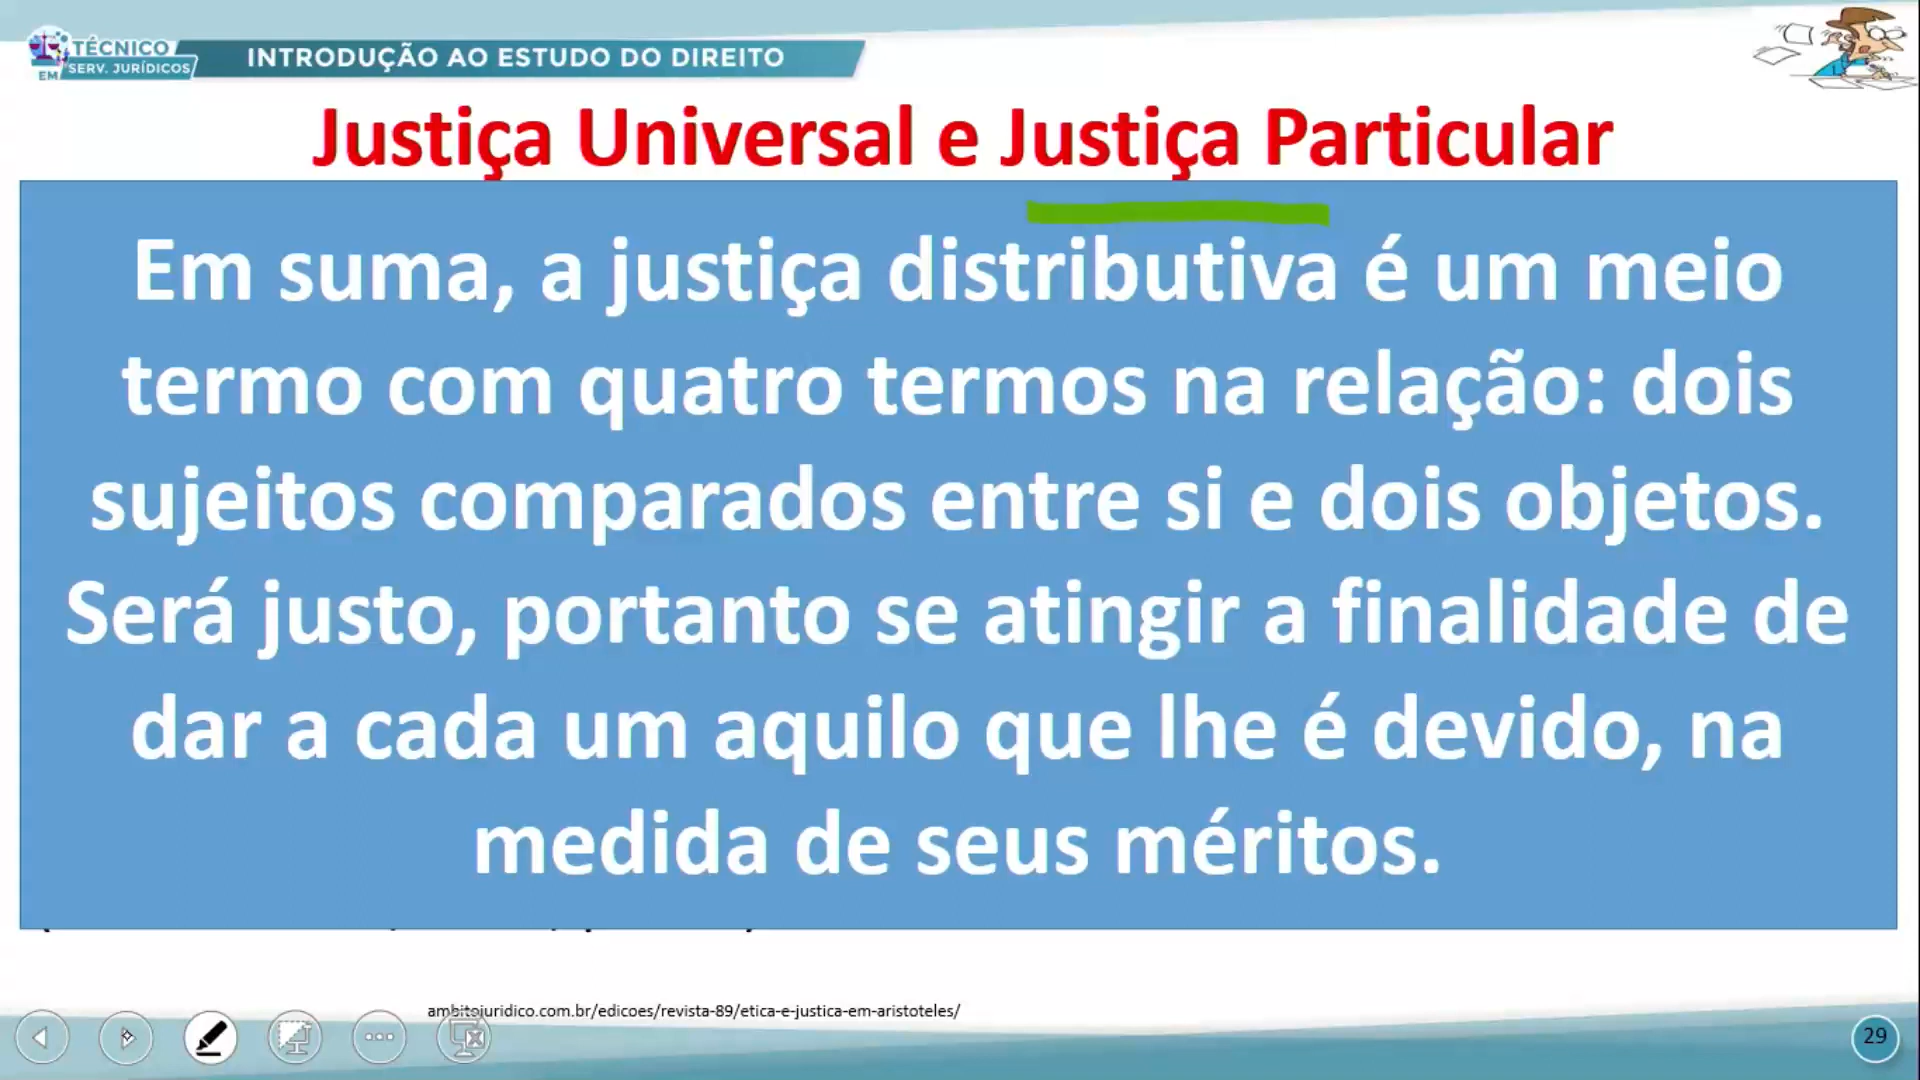 TÉCNICO
EM SERV. JURÍDICOS
INTRODUÇÃO AO ESTUDO DO DIREITO
Justiça Universal e Justiça Particular
Em suma, a justiça distributiva é um meio
termo com quatro termos na relação: dois
sujeitos comparados entre si e dois objetos.
Será justo, portanto se atingir a finalidade de
dar a cada um aquilo que lhe é devido, na
medida de seus méritos.
ambitojuridico.com.br/edicoes/revista-89/etica-e-justica-em-aristoteles/
29